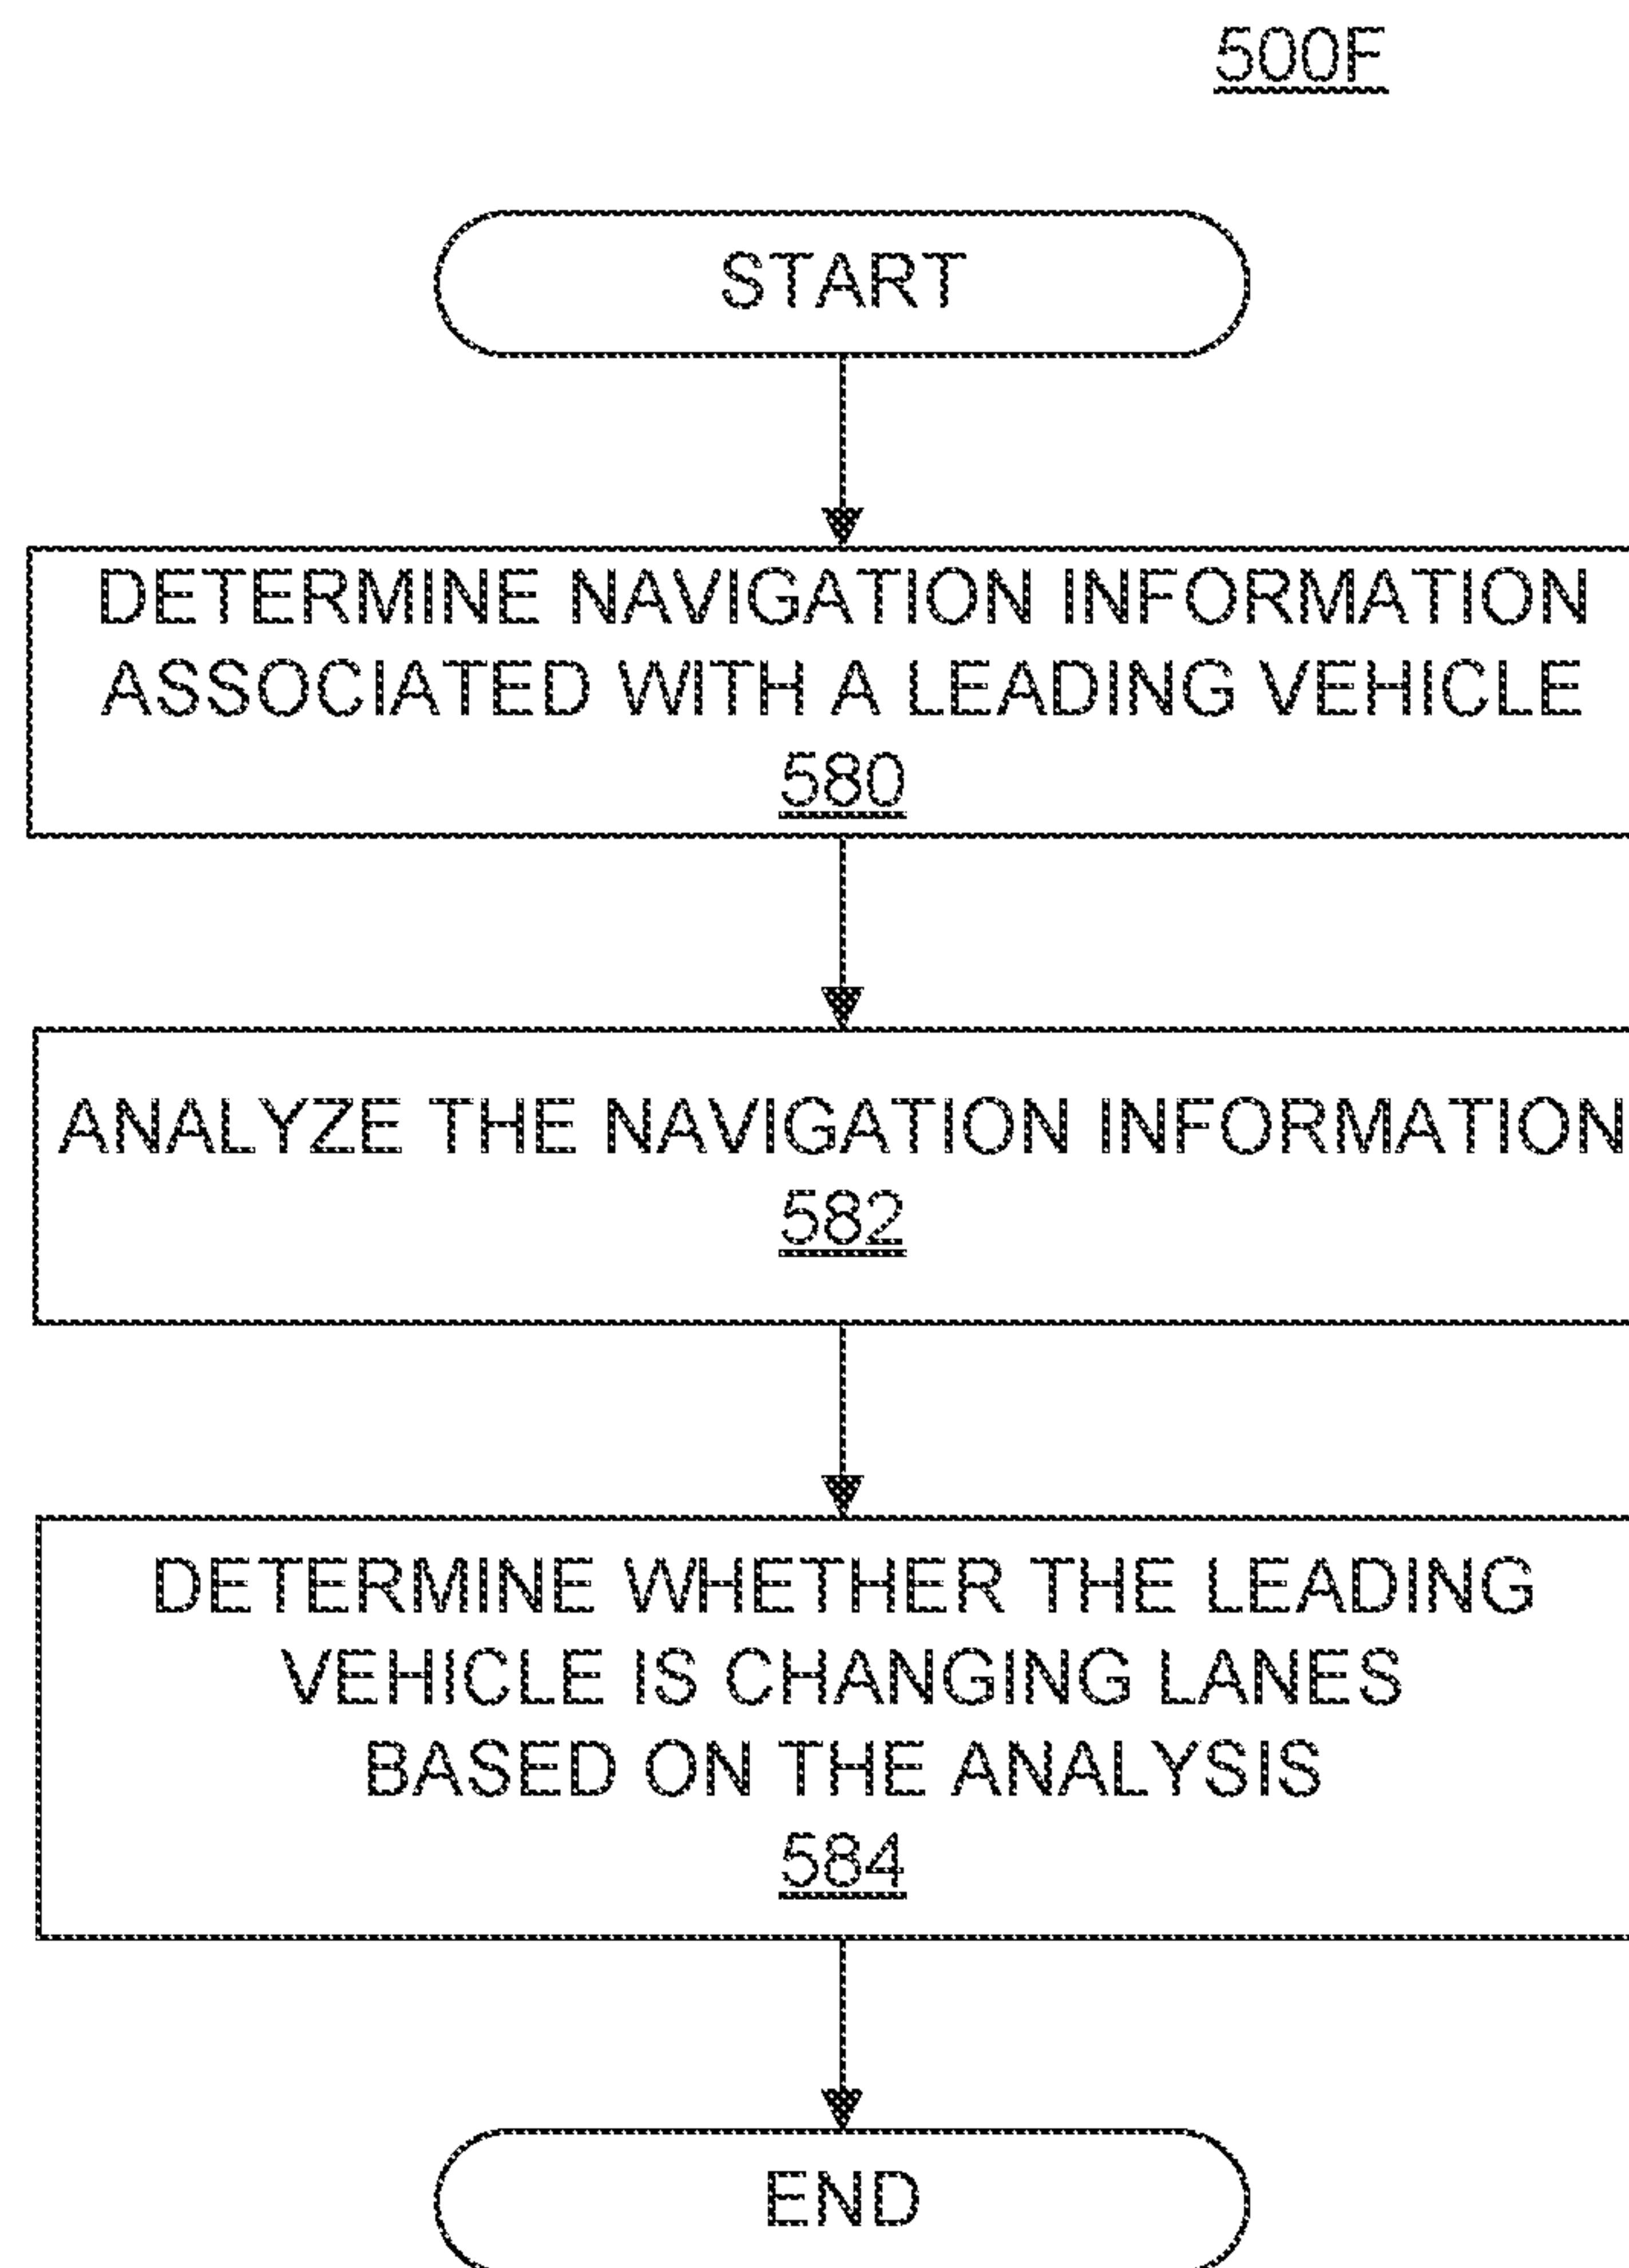 500F
START
DETERMINE NAVIGATION INFORMATION
ASSOCIATED WITH A LEADING VEHICLE
580
ANALYZE THE NAVIGATION INFORMATION
582
DETERMINE WHETHER THE LEADING
VEHICLE IS CHANGING LANES
BASED ON THE ANALYSIS
584
END